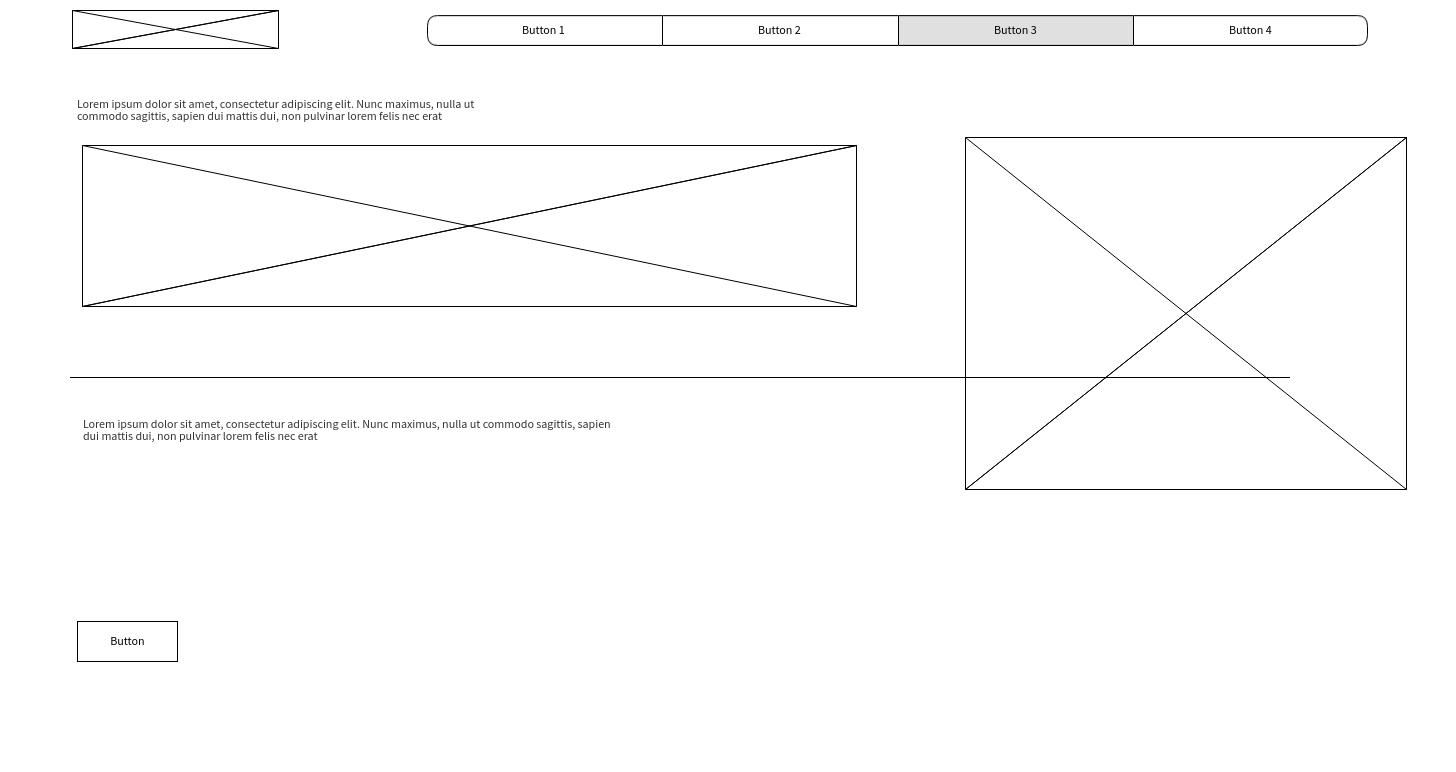 Button 1
Button 2
Button 3
Button 4
Lorem ipsum dolor sit amet, consectetur adipiscing elit. Nunc maximus, nulla ut
commodo sagittis, sapien dui mattis dui, non pulvinar lorem felis nec erat
Lorem ipsum dolor sit amet, consectetur adipiscing elit. Nunc maximus, nulla ut commodo sagittis, sapien
dui mattis dui, non pulvinar lorem felis nec erat
Button